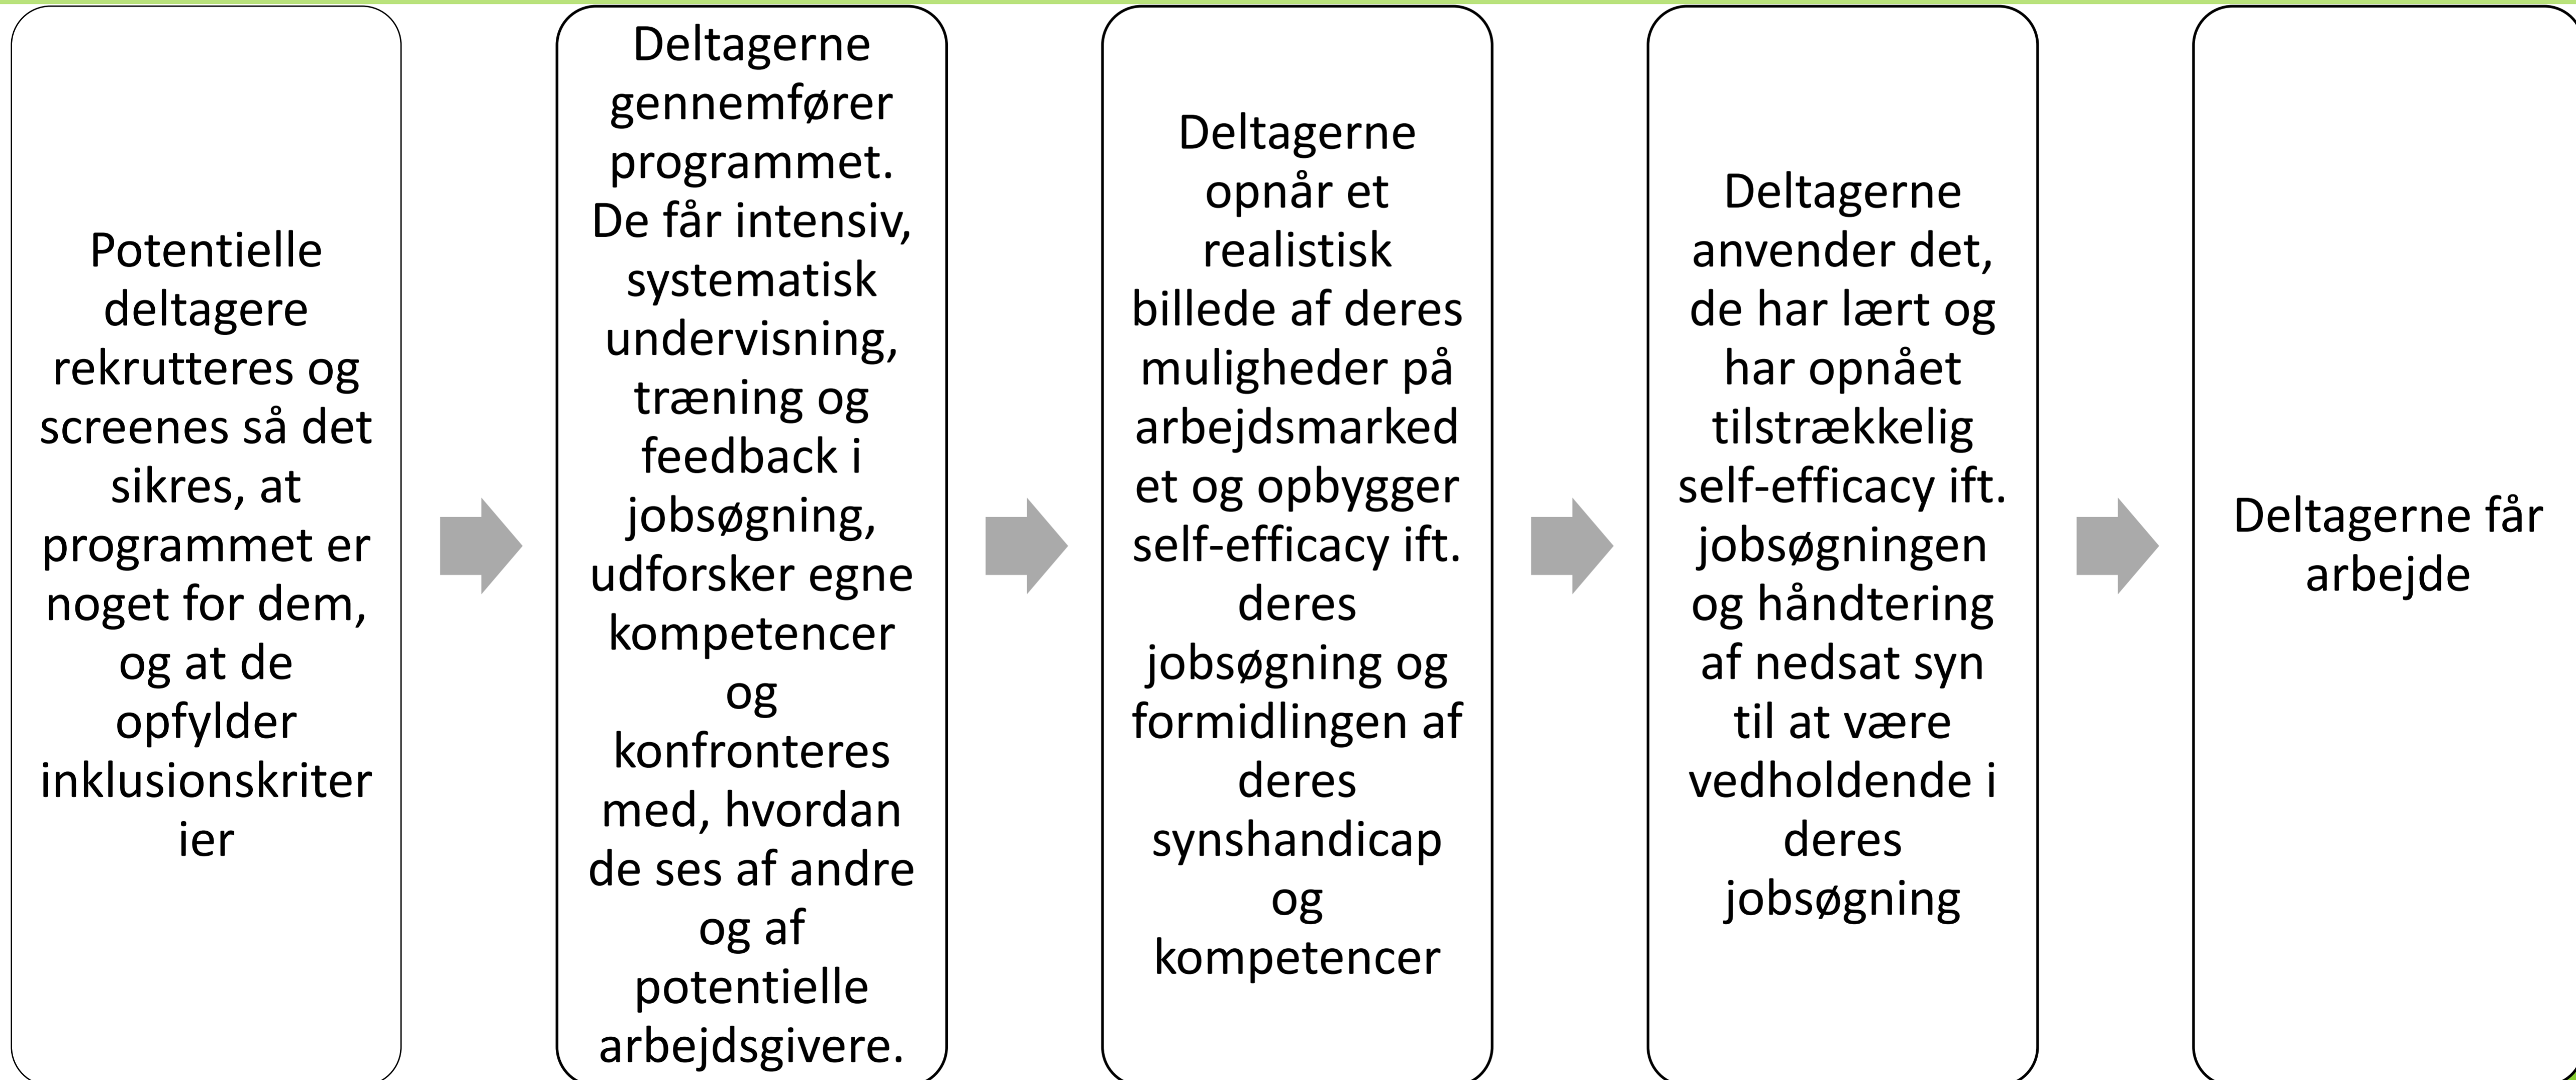 Potentielle
deltagere
rekrutteres og
screenes så det
sikres, at
programmet er
noget for dem,
og at de
opfylder
inklusionskriter
ier
Deltagerne
gennemfører
programmet.
De får intensiv,
systematisk
undervisning,
træning og
feedback i
jobsøgning,
udforsker egne
kompetencer
og
konfronteres
med, hvordan
de ses af andre
og af
potentielle
arbejdsgivere.
Deltagerne
opnår et
realistisk
billede af deres
muligheder på
arbejdsmarked
et og opbygger
self-efficacy ift.
deres
jobsøgning og
formidlingen af
deres
synshandicap
og
kompetencer
Deltagerne
anvender det,
de har lært og
har opnået
tilstrækkelig
self-efficacy ift.
jobsøgningen
og håndtering
af nedsat syn
til at være
vedholdende i
deres
jobsøgning
Deltagerne får
arbejde